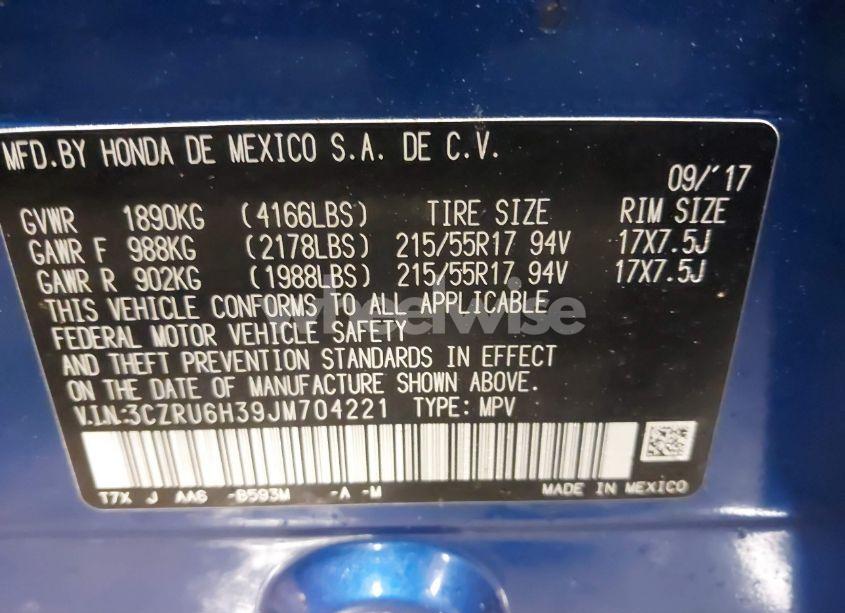 MFD.BY HONDA DE MEXICO S.A. DE C.V.
09/'17
GVWR 1890KG (4166LBS) TIRE SIZE RIM SIZE
GAWR F 988KG (2178LBS) 215/55R17 94V 17X7.5J
GAWR R 902KG (1988LBS) 215/55R17 94V 17X7.5J
THIS VEHICLE CONFORMS TO ALL APPLICABLE
FEDERAL MOTOR VEHICLE SAFETY
AND THEFT PREVENTION STANDARDS IN EFFECT
ON THE DATE OF MANUFACTURE SHOWN ABOVE.
V.I.N.:3CZRU6H39JM704221 TYPE: MPV
T7X J AA6 -B593M -A -M MADE IN MEXICO
wheelwise